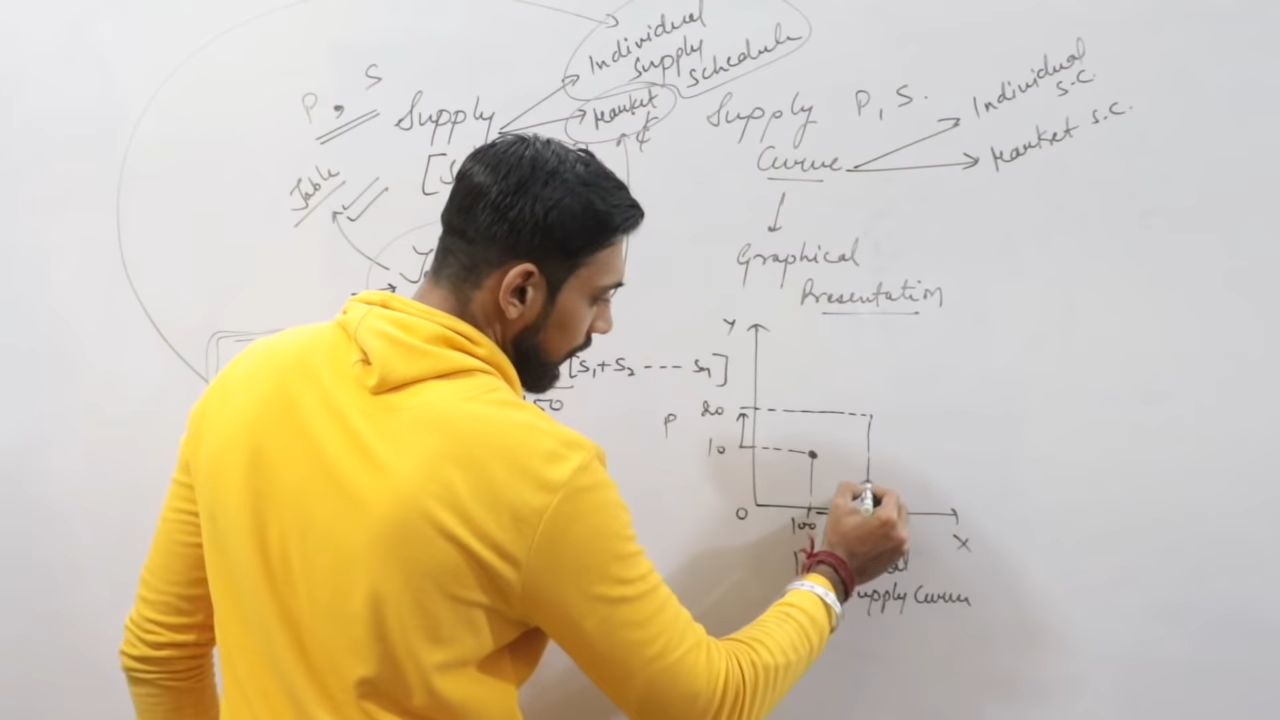 P, S
Supply
[S
Table
Individual
supply
schedule
Market
Supply
Curve
P, S.
Individual
S.C.
Market S.C.
Graphical
Presentation
[S₁+S₂ ---- Sη]
Y
P
20
10
0
100
X
Supply Curve